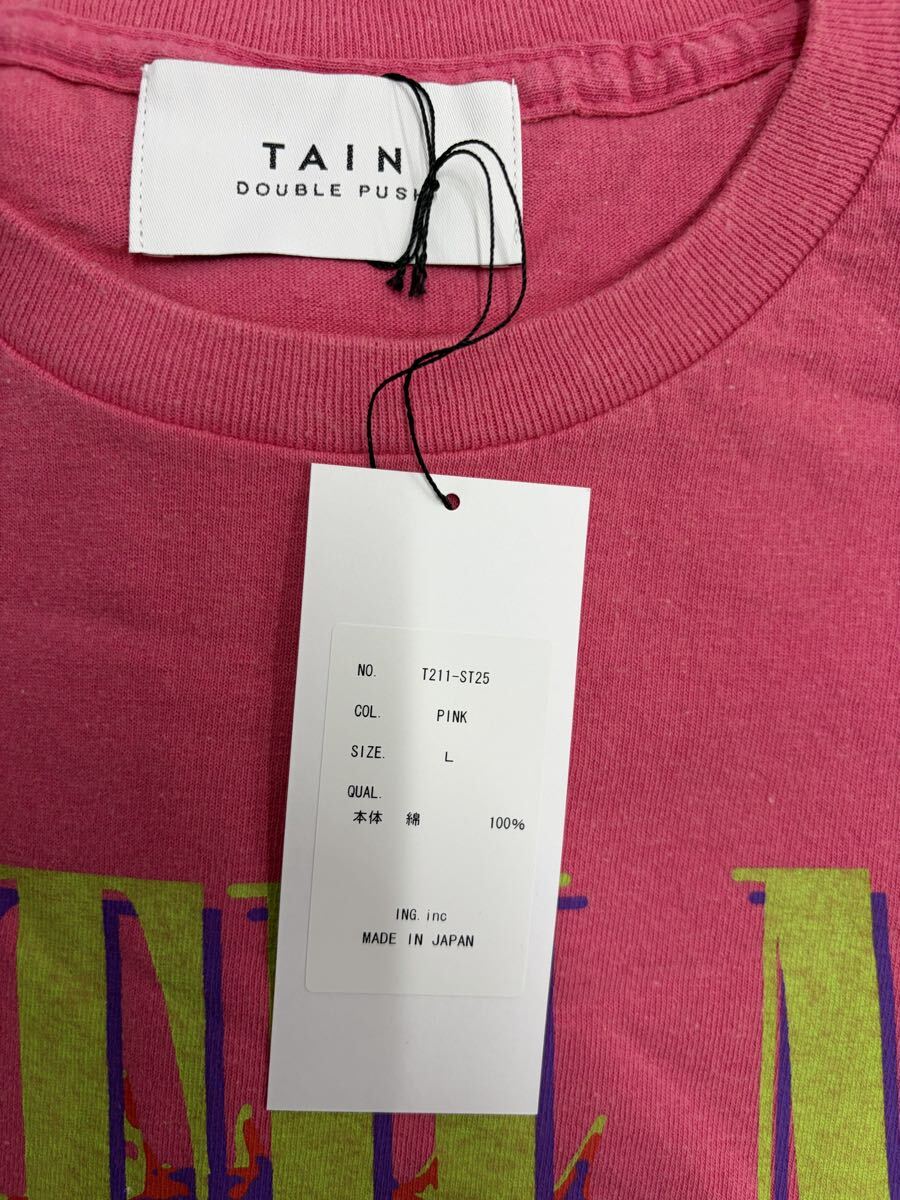 TAIN
DOUBLE PUSH
NO. T211-ST25
COL. PINK
SIZE. L
QUAL.
本体 綿 100%
ING.inc
MADE IN JAPAN